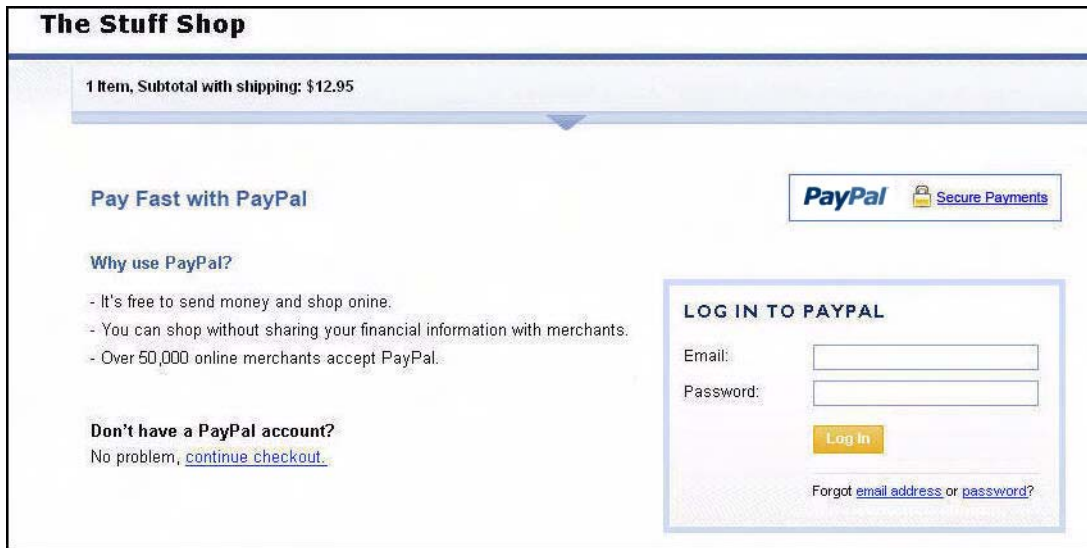 The Stuff Shop
1 Item, Subtotal with shipping: $12.95
Pay Fast with PayPal
PayPal Secure Payments
Why use PayPal?
- It's free to send money and shop onine.
- You can shop without sharing your financial information with merchants.
- Over 50,000 online merchants accept PayPal.
Don't have a PayPal account?
No problem, continue checkout.
LOG IN TO PAYPAL
Email:
Password:
Log In
Forgot email address or password?